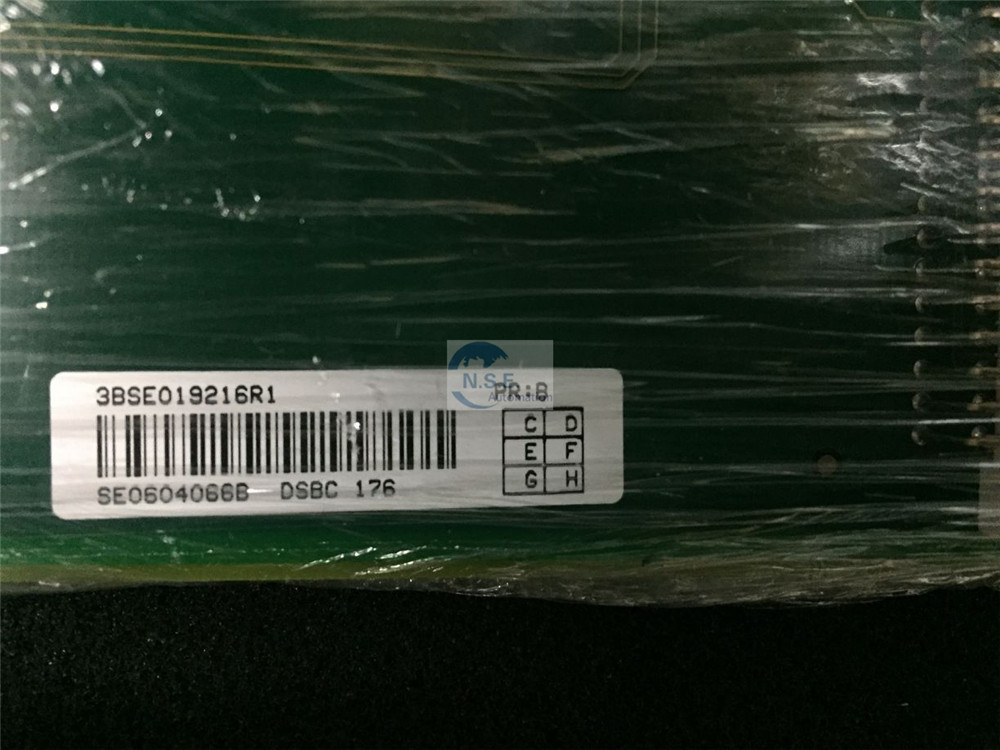 3BSE019216R1
PR:B
N.S.E
Automation
C D
E F
G H
SE0604066B DSBC 176